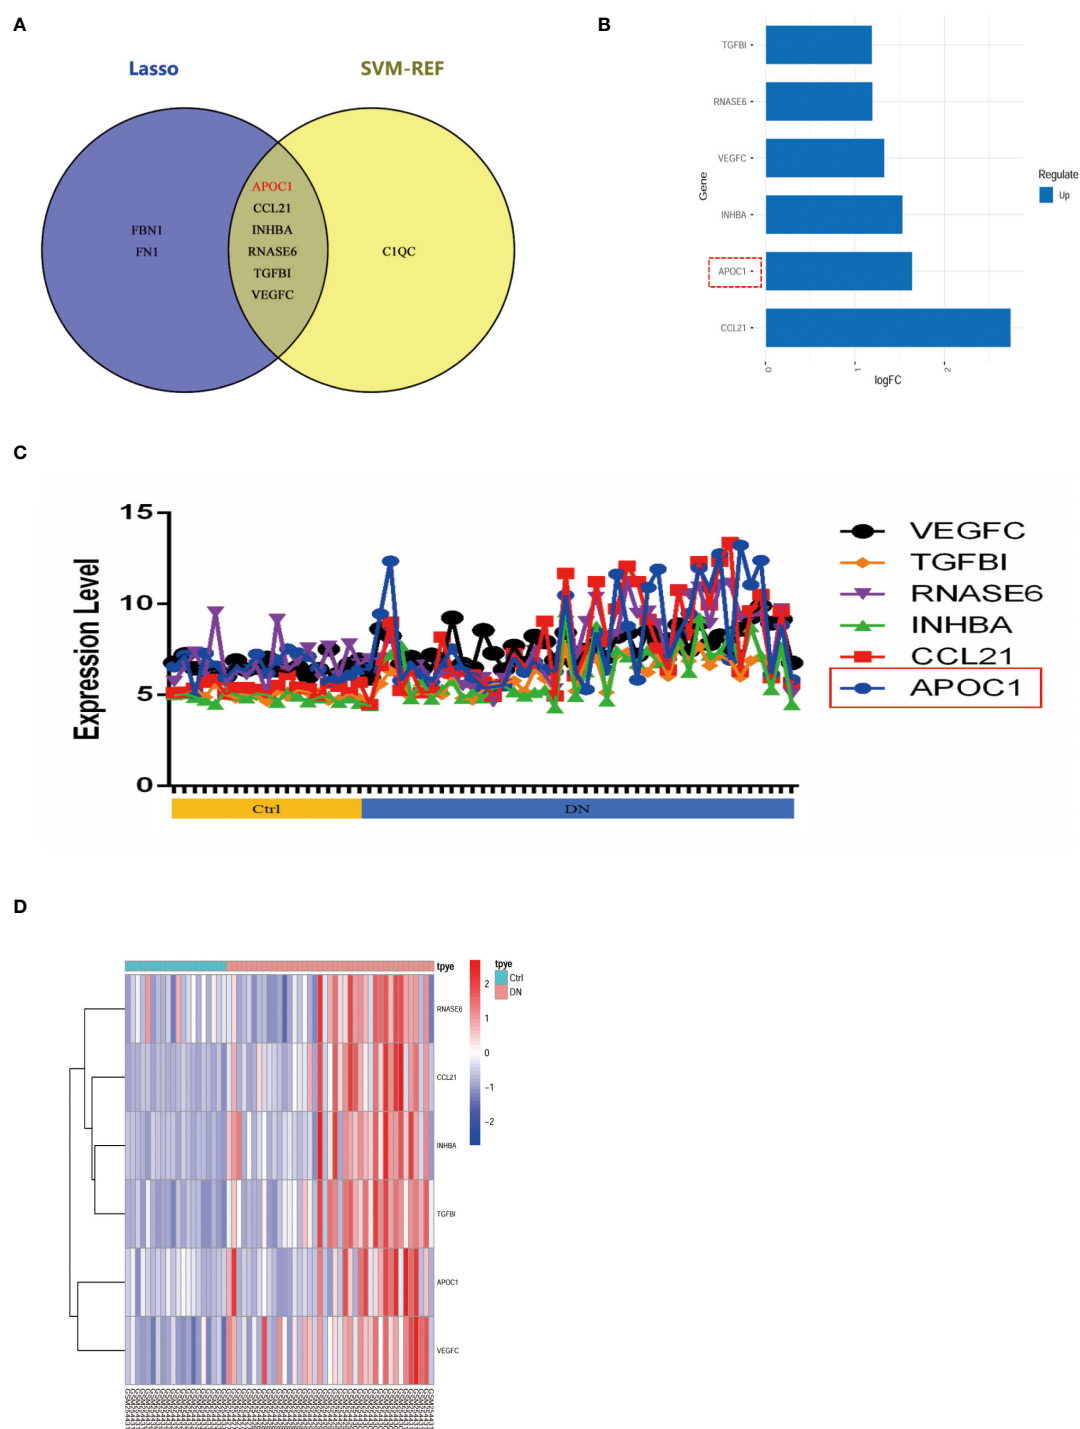 A
Lasso
SVM-REF
APOC1
CCL21
FBN1
INHBA
FN1
RNASE6
C1QC
TGFBI
VEGFC
B
TGFBI
RNASE6
VEGFC
INHBA
APOC1
CCL21
Gene
0
1
2
logFC
Regulate
Up
C
15
10
5
0
Expression Level
Ctrl
DN
VEGFC
TGFBI
RNASE6
INHBA
CCL21
APOC1
D
tpye
RNASE6
CCL21
INHBA
TGFBI
APOC1
VEGFC
2
1
0
−1
−2
tpye
Ctrl
DN